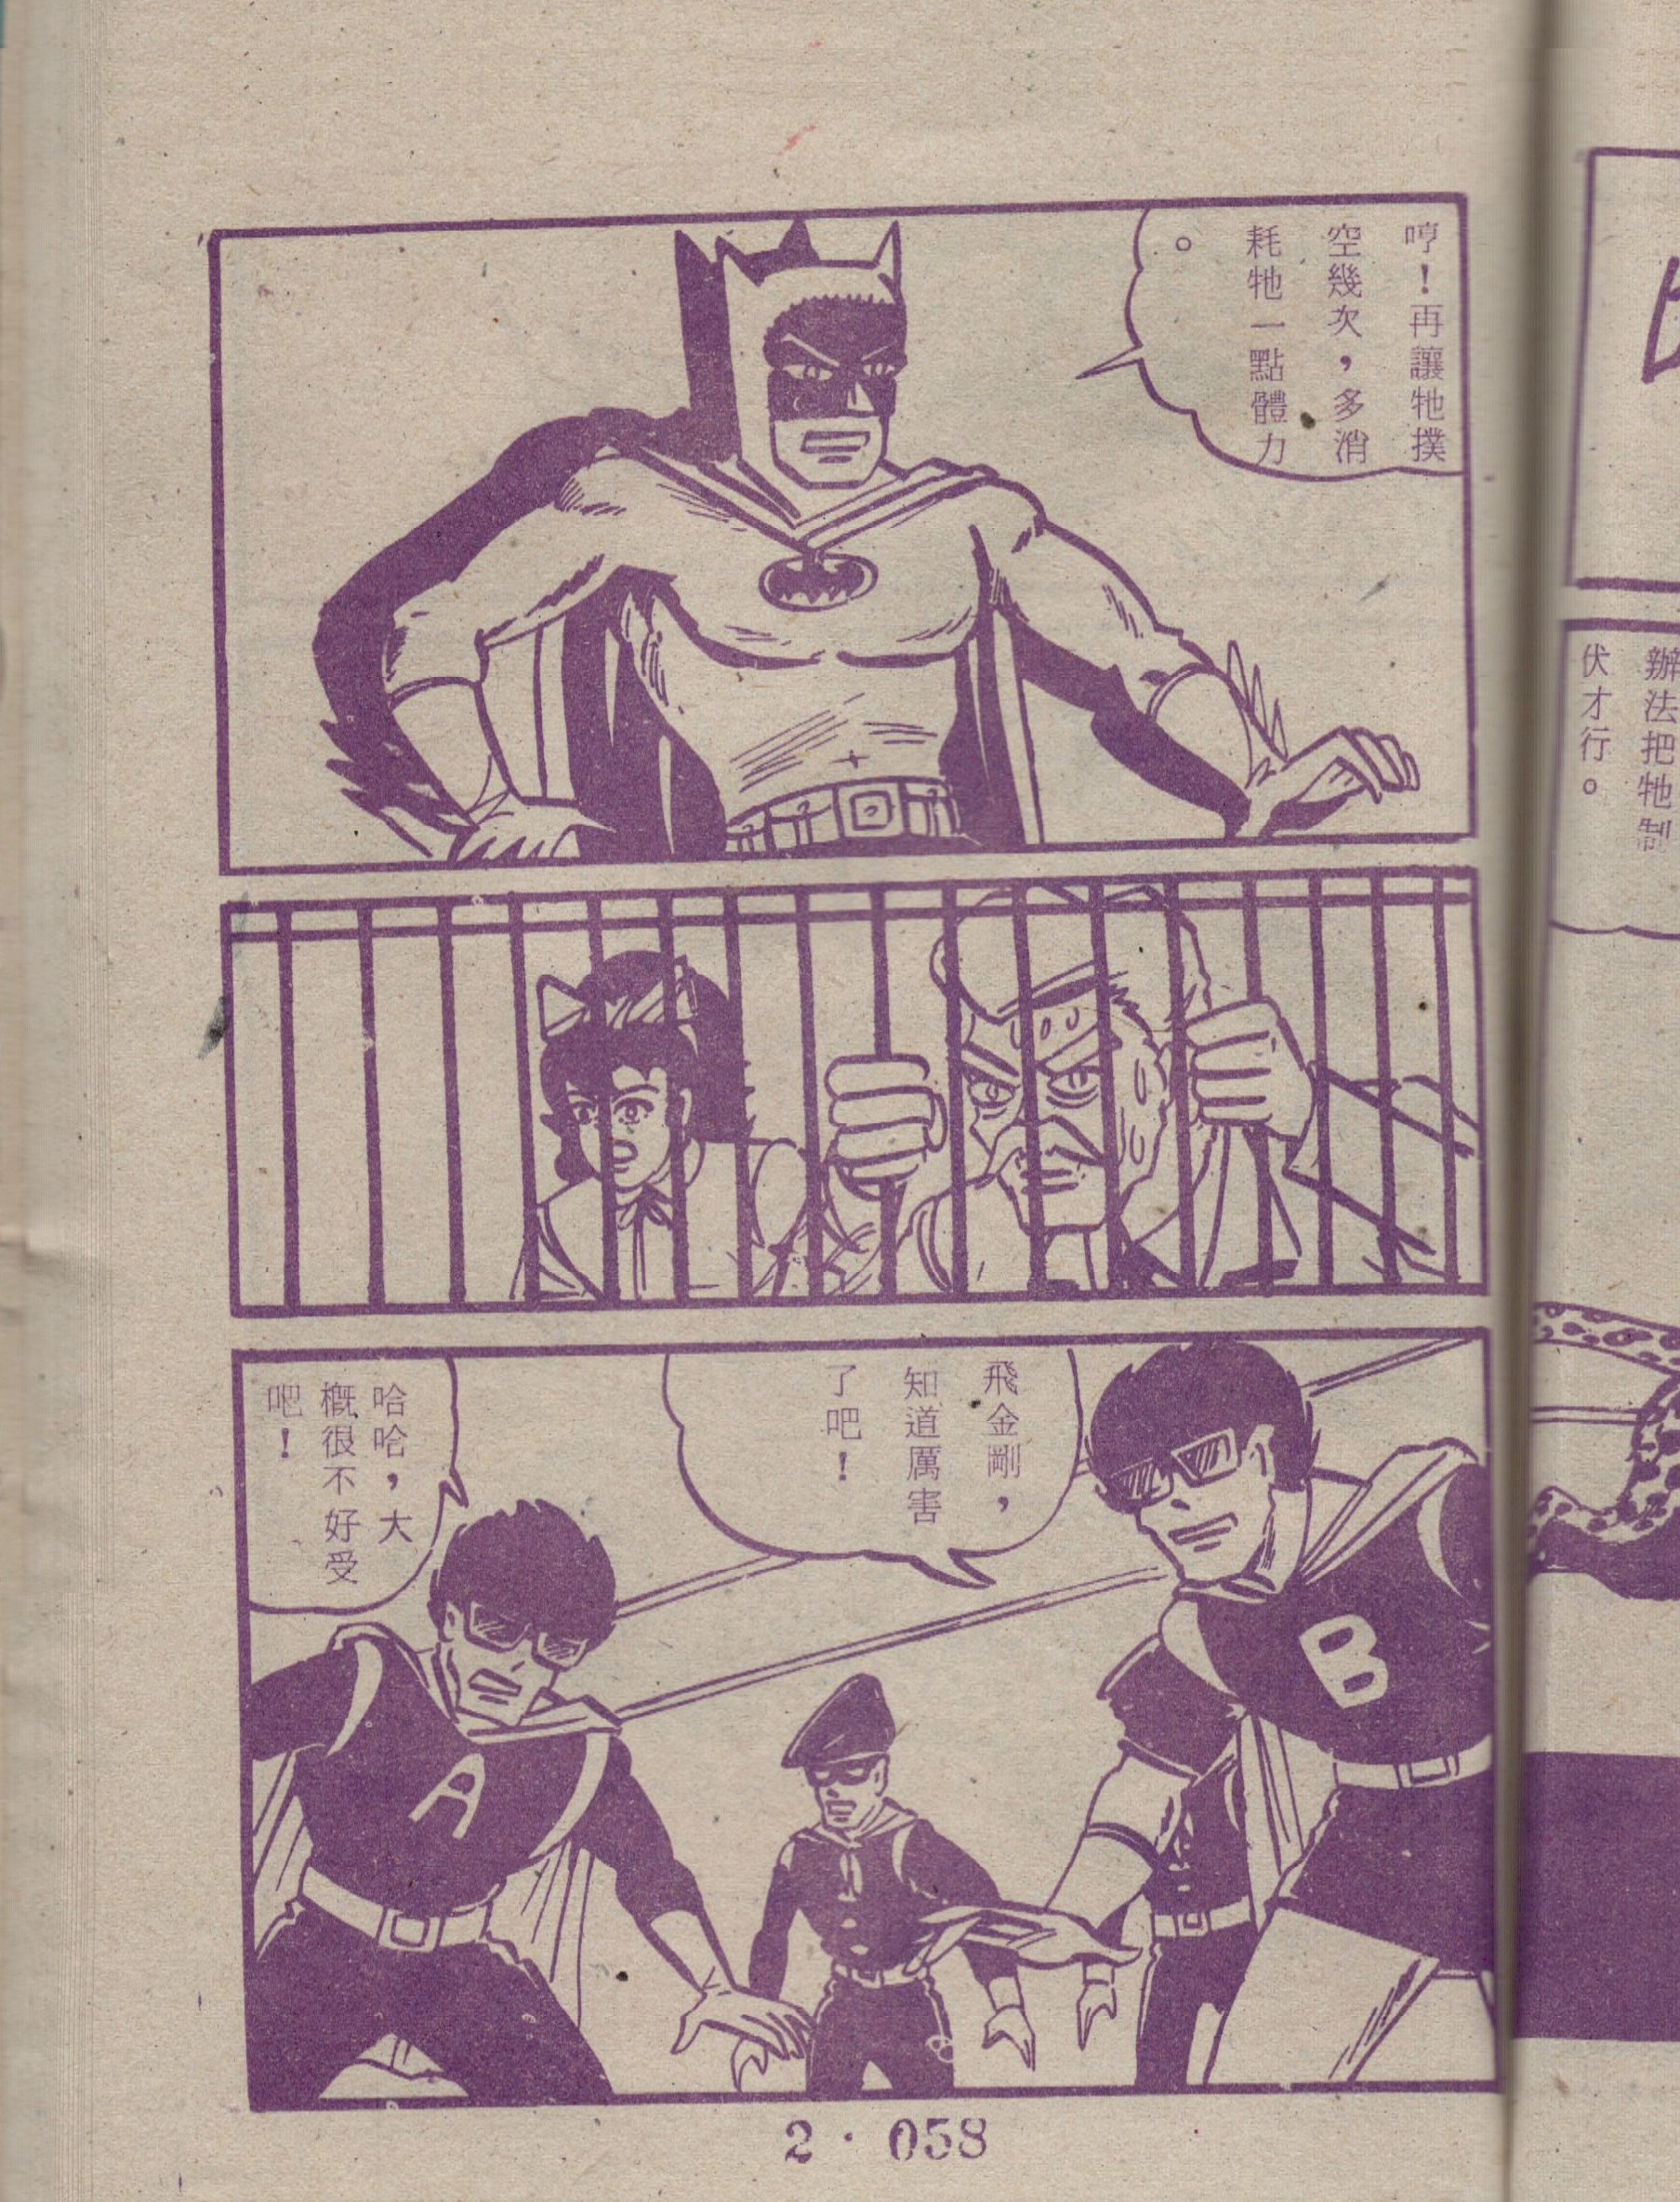 哼！再讓牠撲
空幾次，多消
耗牠一點體力
。
飛金剛，
知道厲害
了吧！
哈哈，大
概很不好受
吧！
B
A
2·058
辦法把牠制
伏才行。